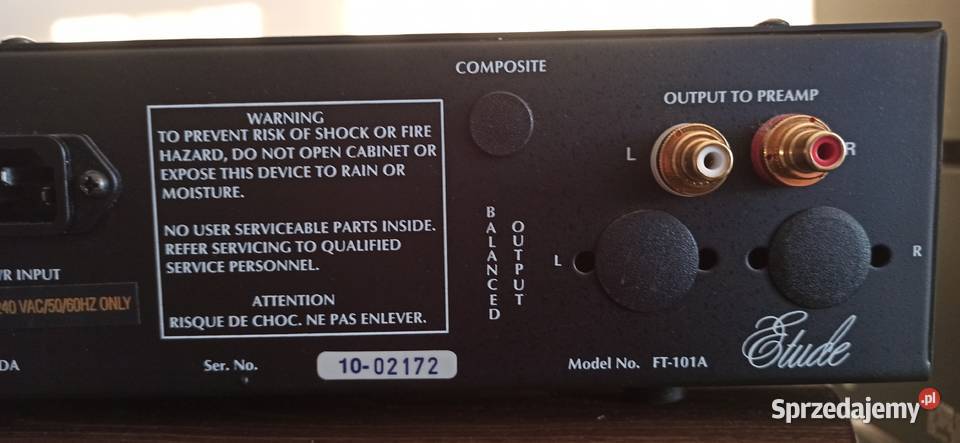 COMPOSITE
OUTPUT TO PREAMP
L
R
WARNING
TO PREVENT RISK OF SHOCK OR FIRE
HAZARD, DO NOT OPEN CABINET OR
EXPOSE THIS DEVICE TO RAIN OR
MOISTURE.
NO USER SERVICEABLE PARTS INSIDE.
REFER SERVICING TO QUALIFIED
SERVICE PERSONNEL.
ATTENTION
RISQUE DE CHOC. NE PAS ENLEVER.
BALANCED
OUTPUT
L
R
INPUT
VAC/50/60HZ ONLY
Ser. No.
10-02172
Model No. FT-101A
Etude
Sprzedajemy.pl